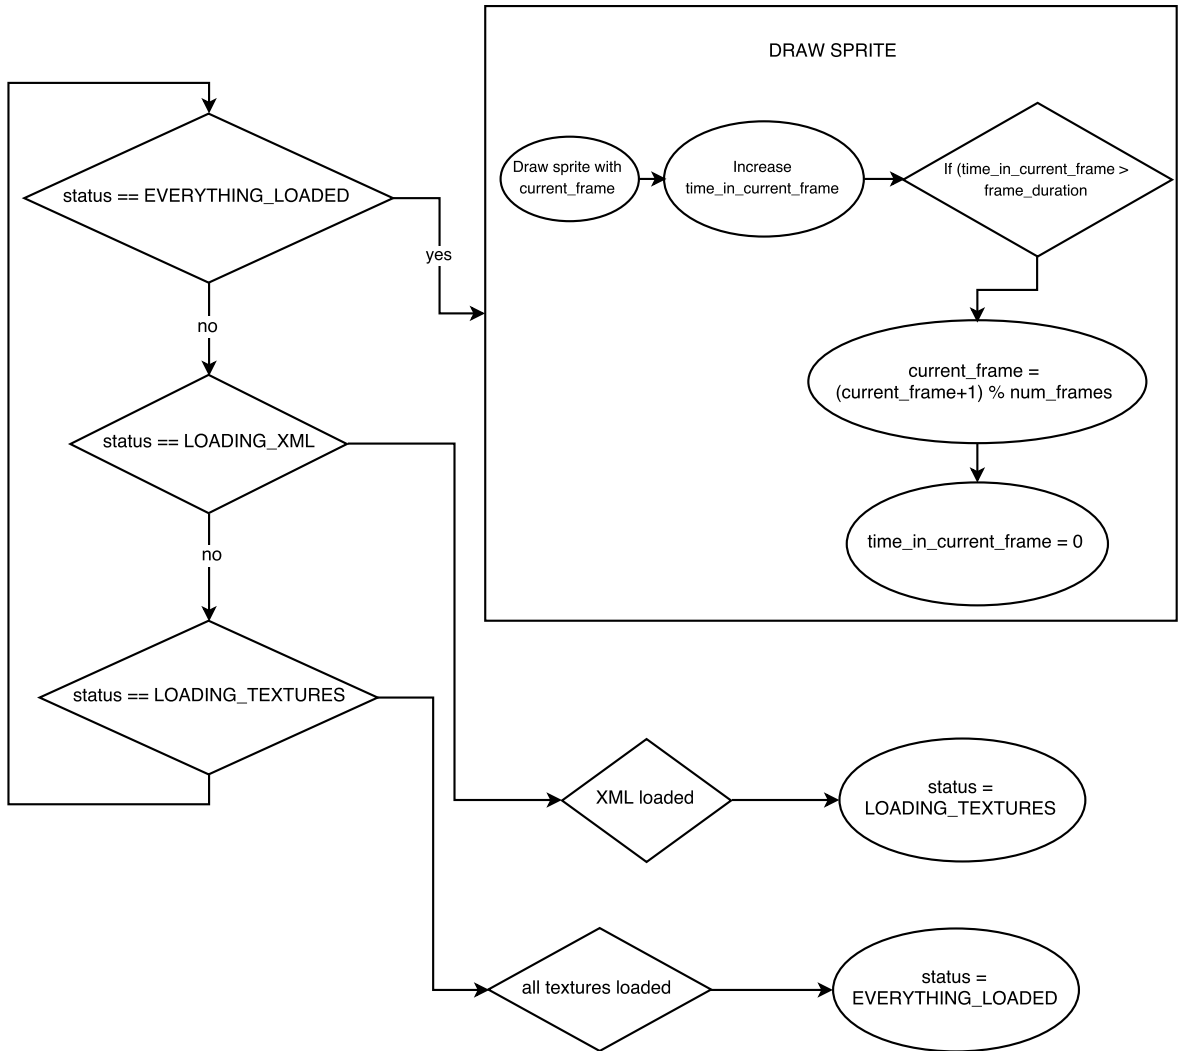 DRAW SPRITE
Draw sprite with
current_frame
Increase
time_in_current_frame
If (time_in_current_frame >
frame_duration
status == EVERYTHING_LOADED
yes
no
current_frame =
(current_frame+1) % num_frames
status == LOADING_XML
no
time_in_current_frame = 0
status == LOADING_TEXTURES
XML loaded
status =
LOADING_TEXTURES
all textures loaded
status =
EVERYTHING_LOADED